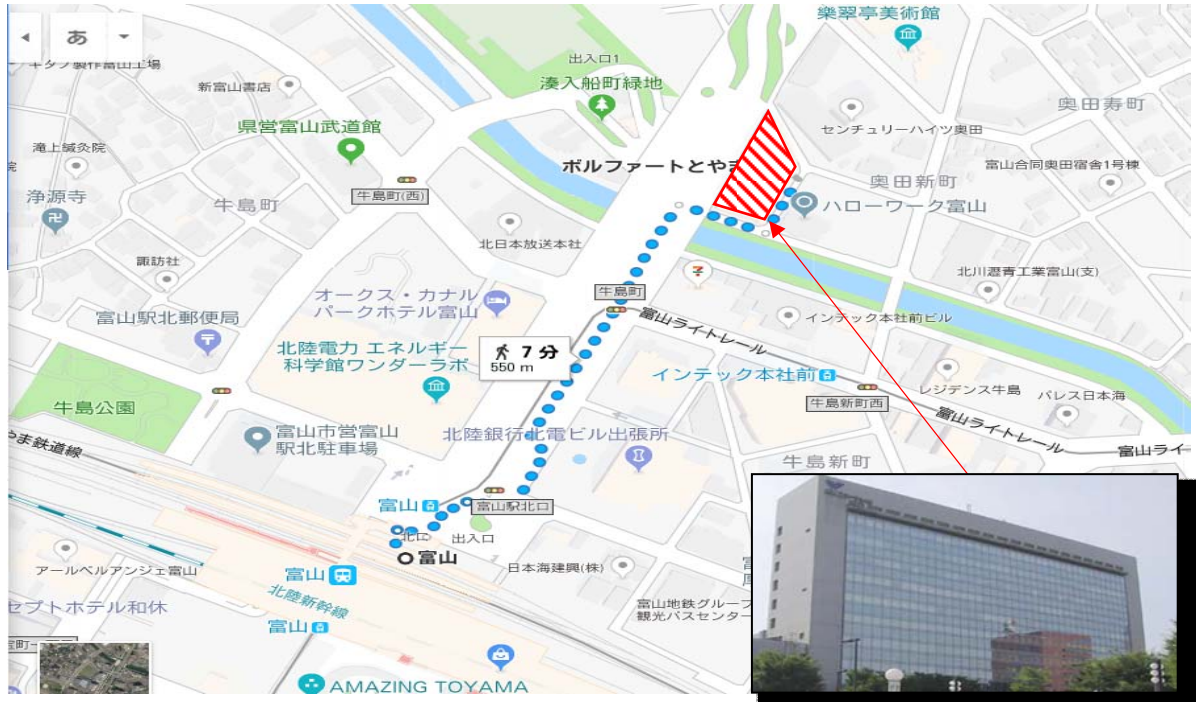 あ
樂翠亭美術館
出入口1
湊入船町緑地
新富山書店
奥田寿町
センチュリーハイツ奥田
県営富山武道館
滝上鍼灸院
ボルファートとやま
富山合同奥田宿舎1号棟
奥田新町
浄源寺
牛島町(西)
牛島町
ハローワーク富山
北日本放送本社
諏訪社
北川瀝青工業富山(支)
オークス・カナル
パークホテル富山
牛島町
富山駅北郵便局
富山ライトレール
インテック本社前ビル
北陸電力 エネルギー
科学館ワンダーラボ
7 分
550 m
インテック本社前
レジデンス牛島
パレス日本海
牛島新町西
牛島公園
富山ライトレール
富山市営富山
駅北駐車場
北陸銀行北電ビル出張所
やま鉄道線
富山ライ
牛島新町
富山
富山駅北口
北口
出入口
富山
日本海建興(株)
アールベルアンジェ富山
富山
北陸新幹線
富山地鉄グループ
観光バスセンター
セプトホテル和休
富山
AMAZING TOYAMA